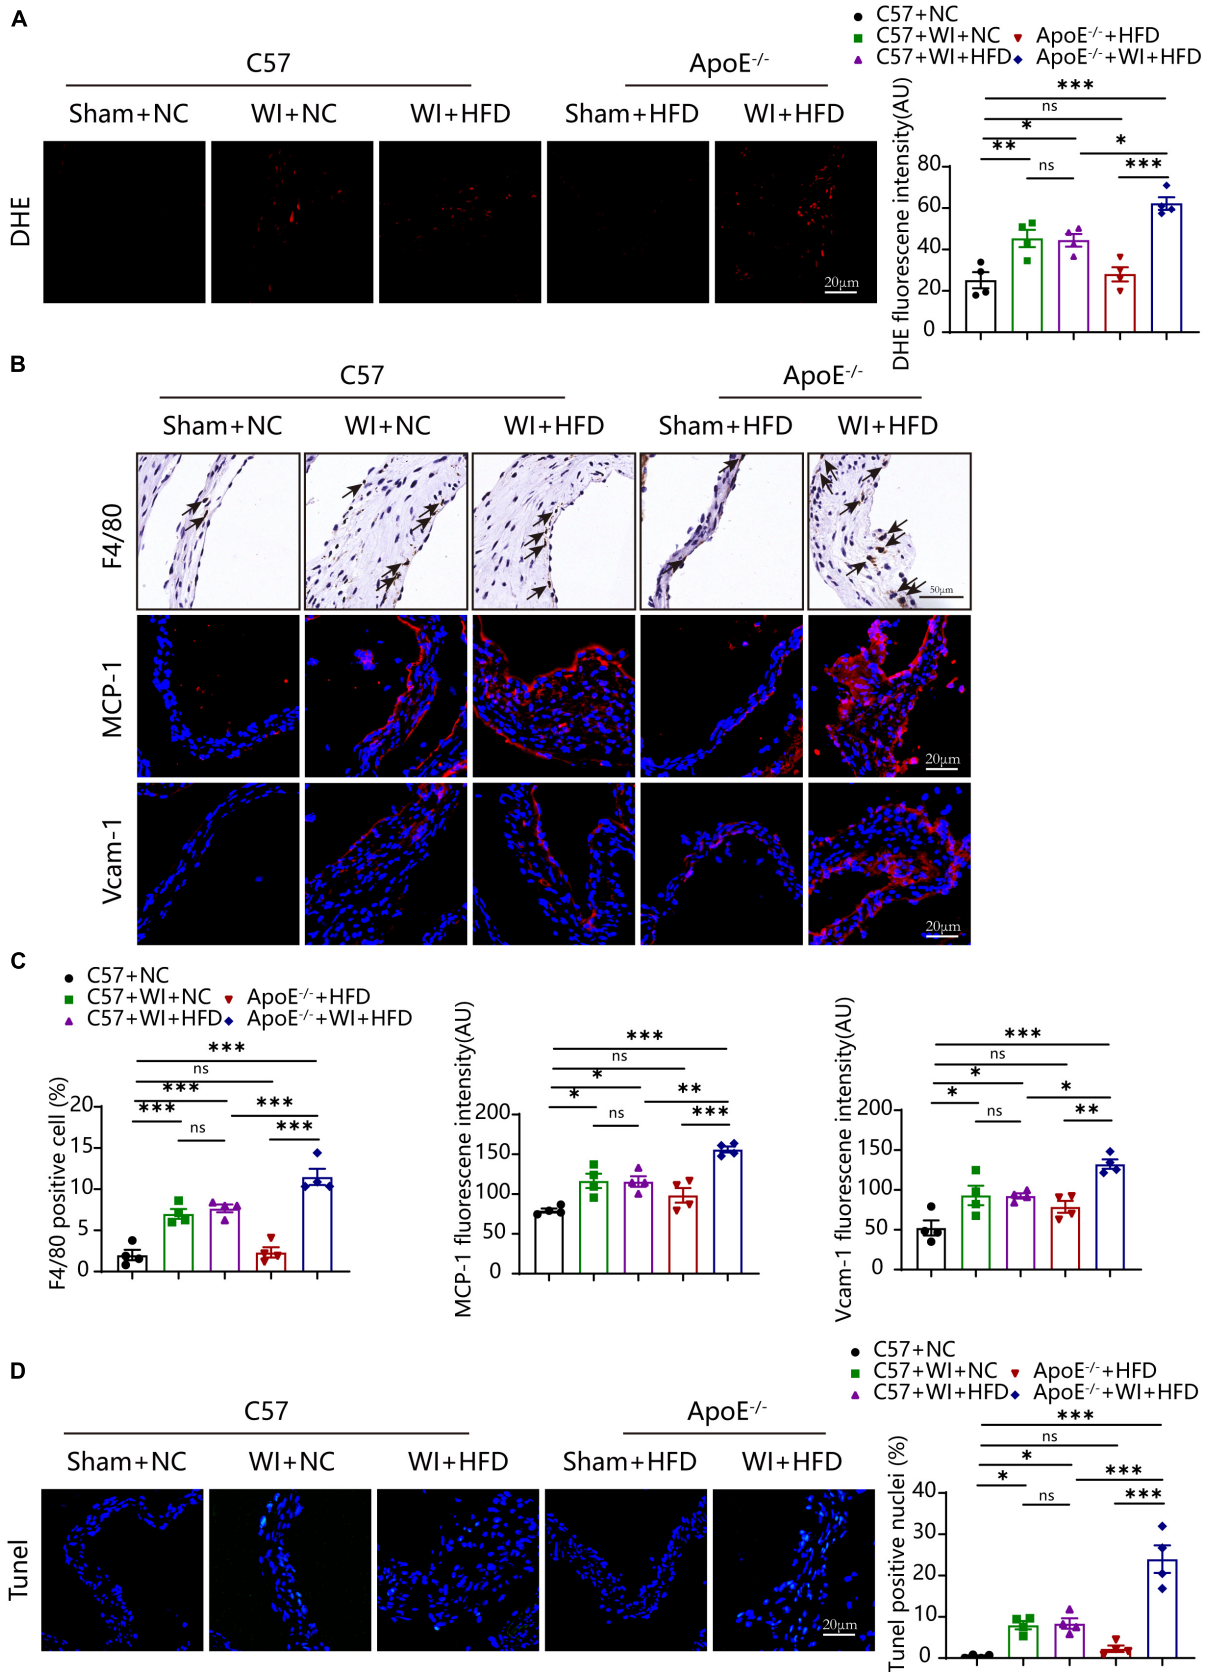 A
C57
ApoE-/-
Sham+NC WI+NC WI+HFD Sham+HFD WI+HFD
DHE
20μm
C57+NC
C57+WI+NC ApoE-/-+HFD
C57+WI+HFD ApoE-/-+WI+HFD
DHE fluorescene intensity(AU)
***
ns
*
** *
ns ***
80
60
40
20
0
B
C57
ApoE-/-
Sham+NC WI+NC WI+HFD Sham+HFD WI+HFD
F4/80
50μm
MCP-1
20μm
Vcam-1
20μm
C
C57+NC
C57+WI+NC ApoE-/-+HFD
C57+WI+HFD ApoE-/-+WI+HFD
F4/80 positive cell (%)
***
ns
***
*** ***
ns ***
20
15
10
5
0
MCP-1 fluorescene intensity(AU)
***
ns
*
* **
ns ***
200
150
100
50
0
Vcam-1 fluorescene intensity(AU)
***
ns
*
* *
ns **
200
150
100
50
0
D
C57
ApoE-/-
Sham+NC WI+NC WI+HFD Sham+HFD WI+HFD
Tunel
20μm
C57+NC
C57+WI+NC ApoE-/-+HFD
C57+WI+HFD ApoE-/-+WI+HFD
Tunel positive nuclei (%)
***
ns
*
* ***
ns ***
40
30
20
10
0